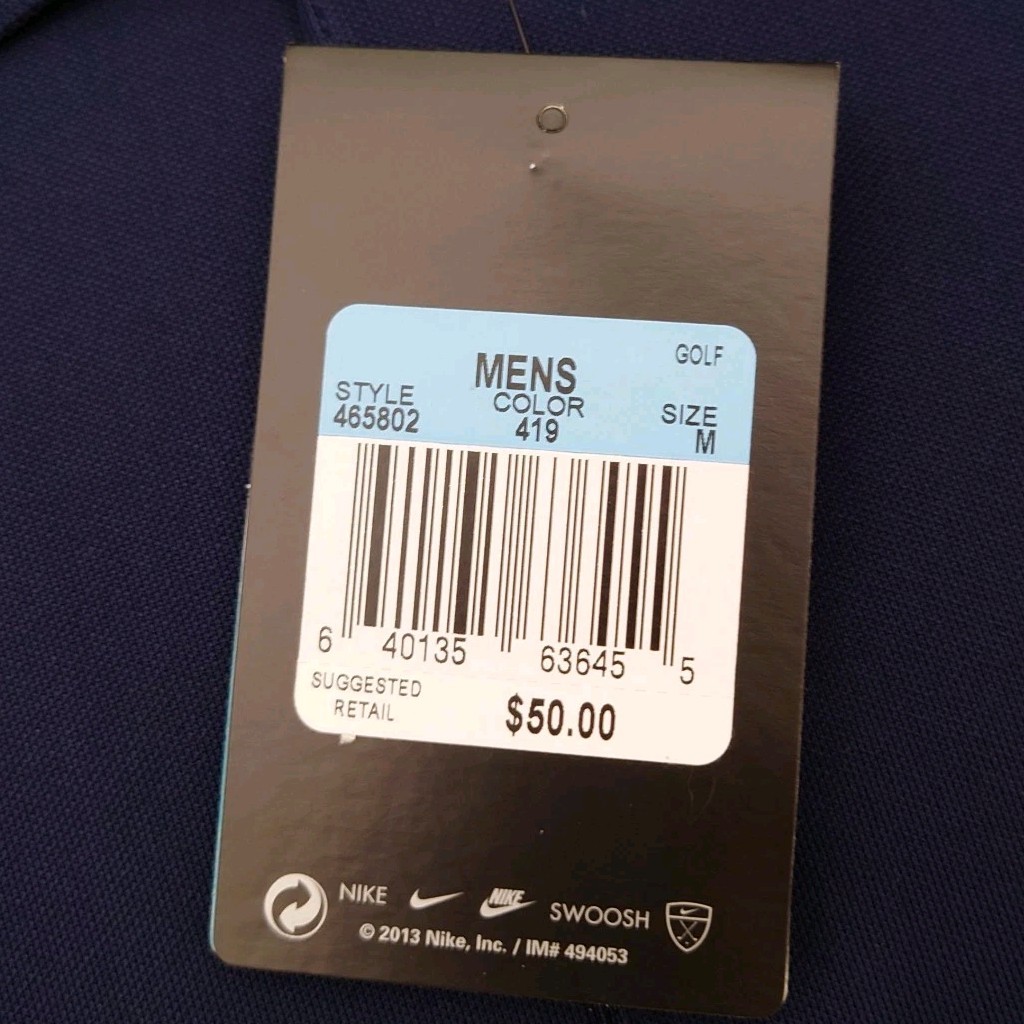 MENS GOLF
STYLE COLOR SIZE
465802 419 M
6 40135 63645 5
SUGGESTED
RETAIL $50.00
NIKE NIKE SWOOSH
© 2013 Nike, Inc. / IM# 494053